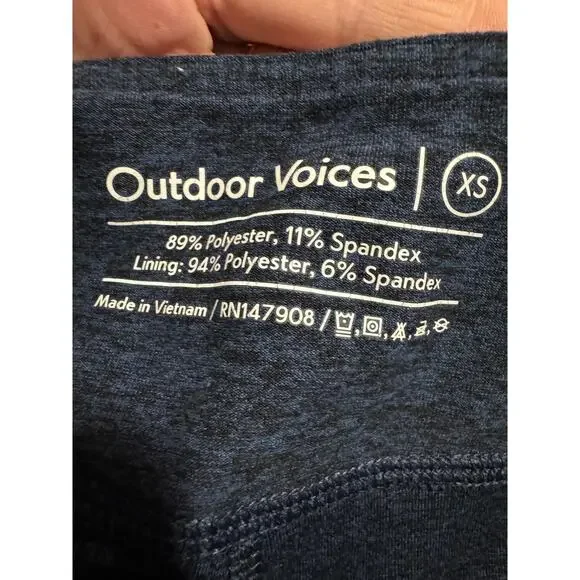 Outdoor Voices | XS
89% Polyester, 11% Spandex
Lining: 94% Polyester, 6% Spandex
Made in Vietnam / RN147908 /